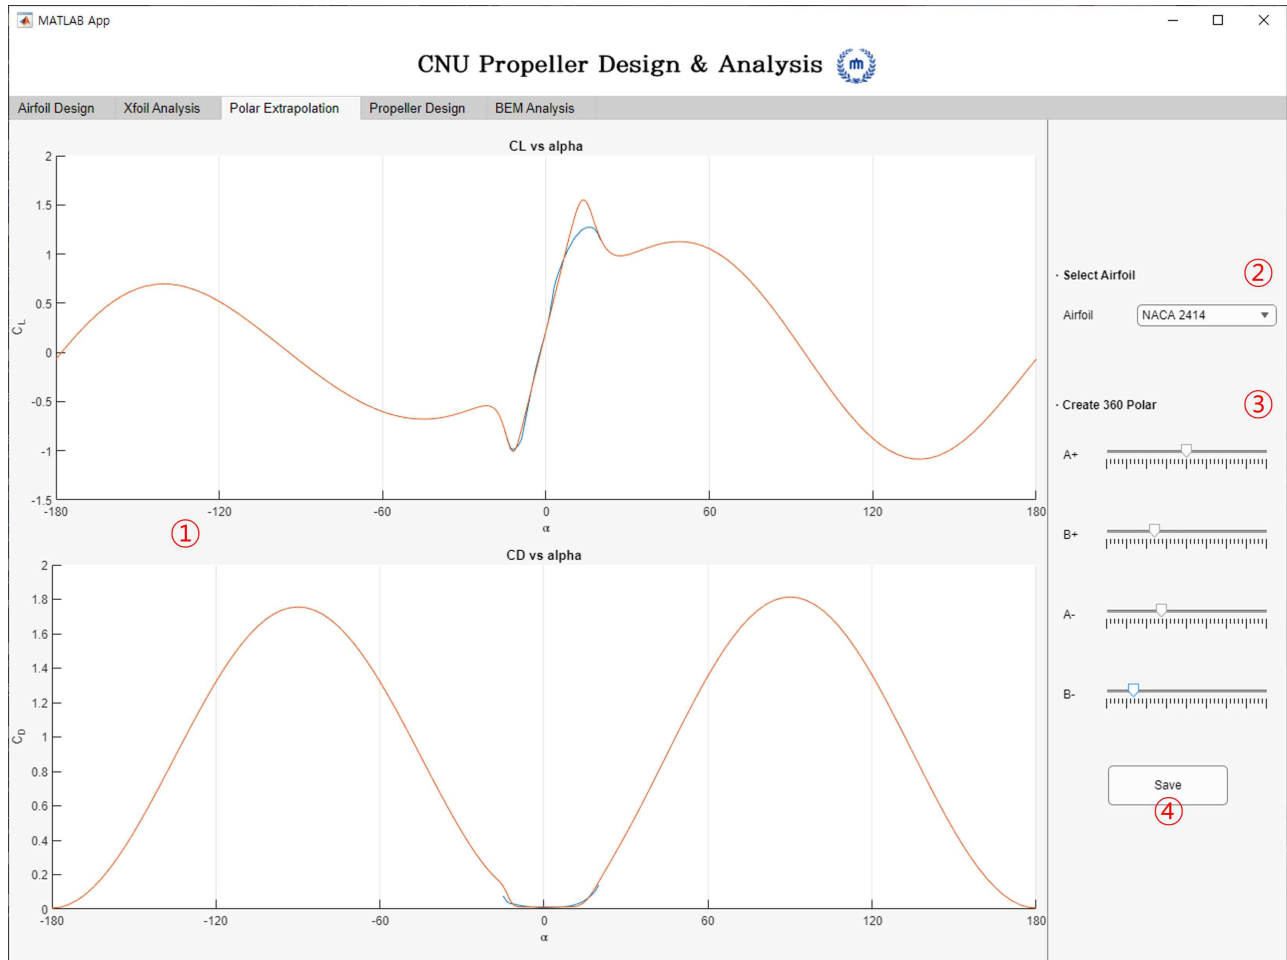 MATLAB App
CNU Propeller Design & Analysis
Airfoil Design Xfoil Analysis Polar Extrapolation Propeller Design BEM Analysis
CL vs alpha
2
1.5
1
0.5
0
-0.5
-1
-1.5
C_L
-180 -120 -60 0 60 120 180
α
①
CD vs alpha
2
1.8
1.6
1.4
1.2
1
0.8
0.6
0.4
0.2
0
C_D
-180 -120 -60 0 60 120 180
α
· Select Airfoil ②
Airfoil NACA 2414
· Create 360 Polar ③
A+
B+
A-
B-
Save
④